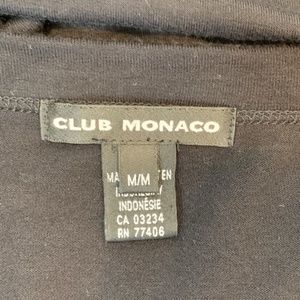 CLUB MONACO
M/M
INDONÉSIE
CA 03234
RN 77406